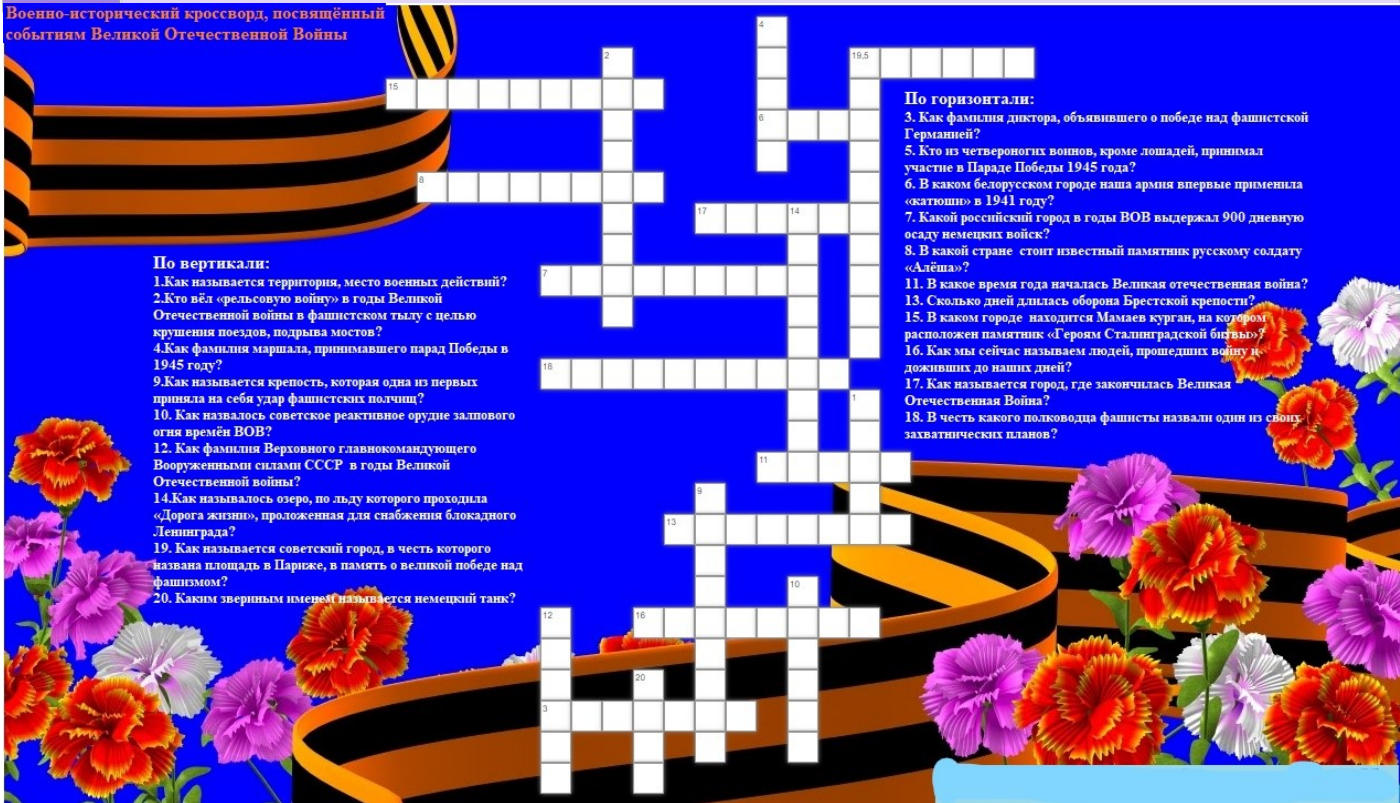 Военно-исторический кроссворд, посвящённый
событиям Великой Отечественной Войны
4
2
19,5
15
6
8
17
14
7
18
1
11
9
13
10
12
16
20
3
По горизонтали:
3. Как фамилия диктора, объявившего о победе над фашистской
Германией?
5. Кто из четвероногих воинов, кроме лошадей, принимал
участие в Параде Победы 1945 года?
6. В каком белорусском городе наша армия впервые применила
«катюши» в 1941 году?
7. Какой российский город в годы ВОВ выдержал 900 дневную
осаду немецких войск?
8. В какой стране стоит известный памятник русскому солдату
«Алёша»?
11. В какое время года началась Великая отечественная война?
13. Сколько дней длилась оборона Брестской крепости?
15. В каком городе находится Мамаев курган, на котором
расположен памятник «Героям Сталинградской битвы»?
16. Как мы сейчас называем людей, прошедших войну и
доживших до наших дней?
17. Как называется город, где закончилась Великая
Отечественная Война?
18. В честь какого полководца фашисты назвали один из своих
захватнических планов?
По вертикали:
1.Как называется территория, место военных действий?
2.Кто вёл «рельсовую войну» в годы Великой
Отечественной войны в фашистском тылу с целью
крушения поездов, подрыва мостов?
4.Как фамилия маршала, принимавшего парад Победы в
1945 году?
9.Как называется крепость, которая одна из первых
приняла на себя удар фашистских полчищ?
10. Как назвалось советское реактивное орудие залпового
огня времён ВОВ?
12. Как фамилия Верховного главнокомандующего
Вооруженными силами СССР в годы Великой
Отечественной войны?
14.Как называлось озеро, по льду которого проходила
«Дорога жизни», проложенная для снабжения блокадного
Ленинграда?
19. Как называется советский город, в честь которого
названа площадь в Париже, в память о великой победе над
фашизмом?
20. Каким звериным именем называется немецкий танк?